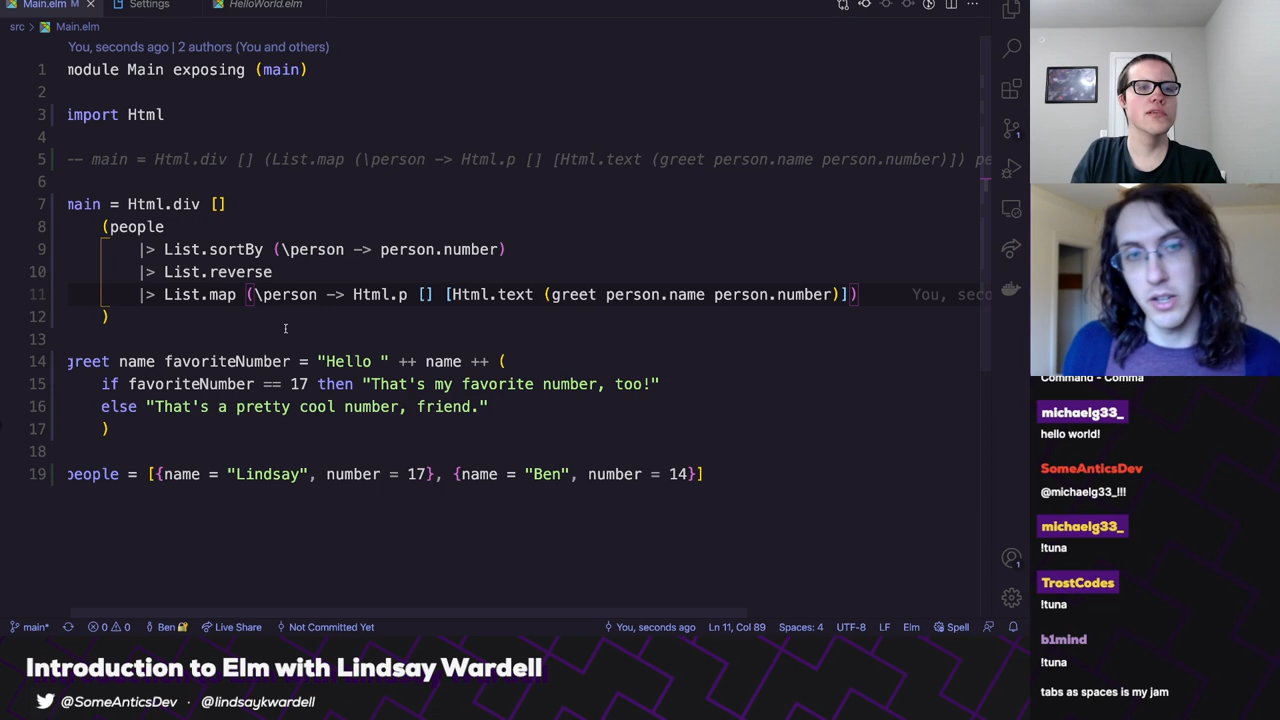 Main.elm M
Settings
HelloWorld.elm
src > Main.elm
You, seconds ago | 2 authors (You and others)
1 module Main exposing (main)
2
3 import Html
4
5 -- main = Html.div [] (List.map (\person -> Html.p [] [Html.text (greet person.name person.number)]) pe
6
7 main = Html.div []
8 (people
9 |> List.sortBy (\person -> person.number)
10 |> List.reverse
11 |> List.map (\person -> Html.p [] [Html.text (greet person.name person.number)]) You, seco
12 )
13
14 greet name favoriteNumber = "Hello " ++ name ++ (
15 if favoriteNumber == 17 then "That's my favorite number, too!"
16 else "That's a pretty cool number, friend."
17 )
18
19 people = [{name = "Lindsay", number = 17}, {name = "Ben", number = 14}]
main* 0 0 Ben Live Share Not Committed Yet You, seconds ago Ln 11, Col 89 Spaces: 4 UTF-8 LF Elm Spell
Command - Comma
michaelg33_
hello world!
SomeAnticsDev
@michaelg33_!!!
michaelg33_
!tuna
TrostCodes
!tuna
b1mind
!tuna
tabs as spaces is my jam
Introduction to Elm with Lindsay Wardell
@SomeAnticsDev · @lindsaykwardell